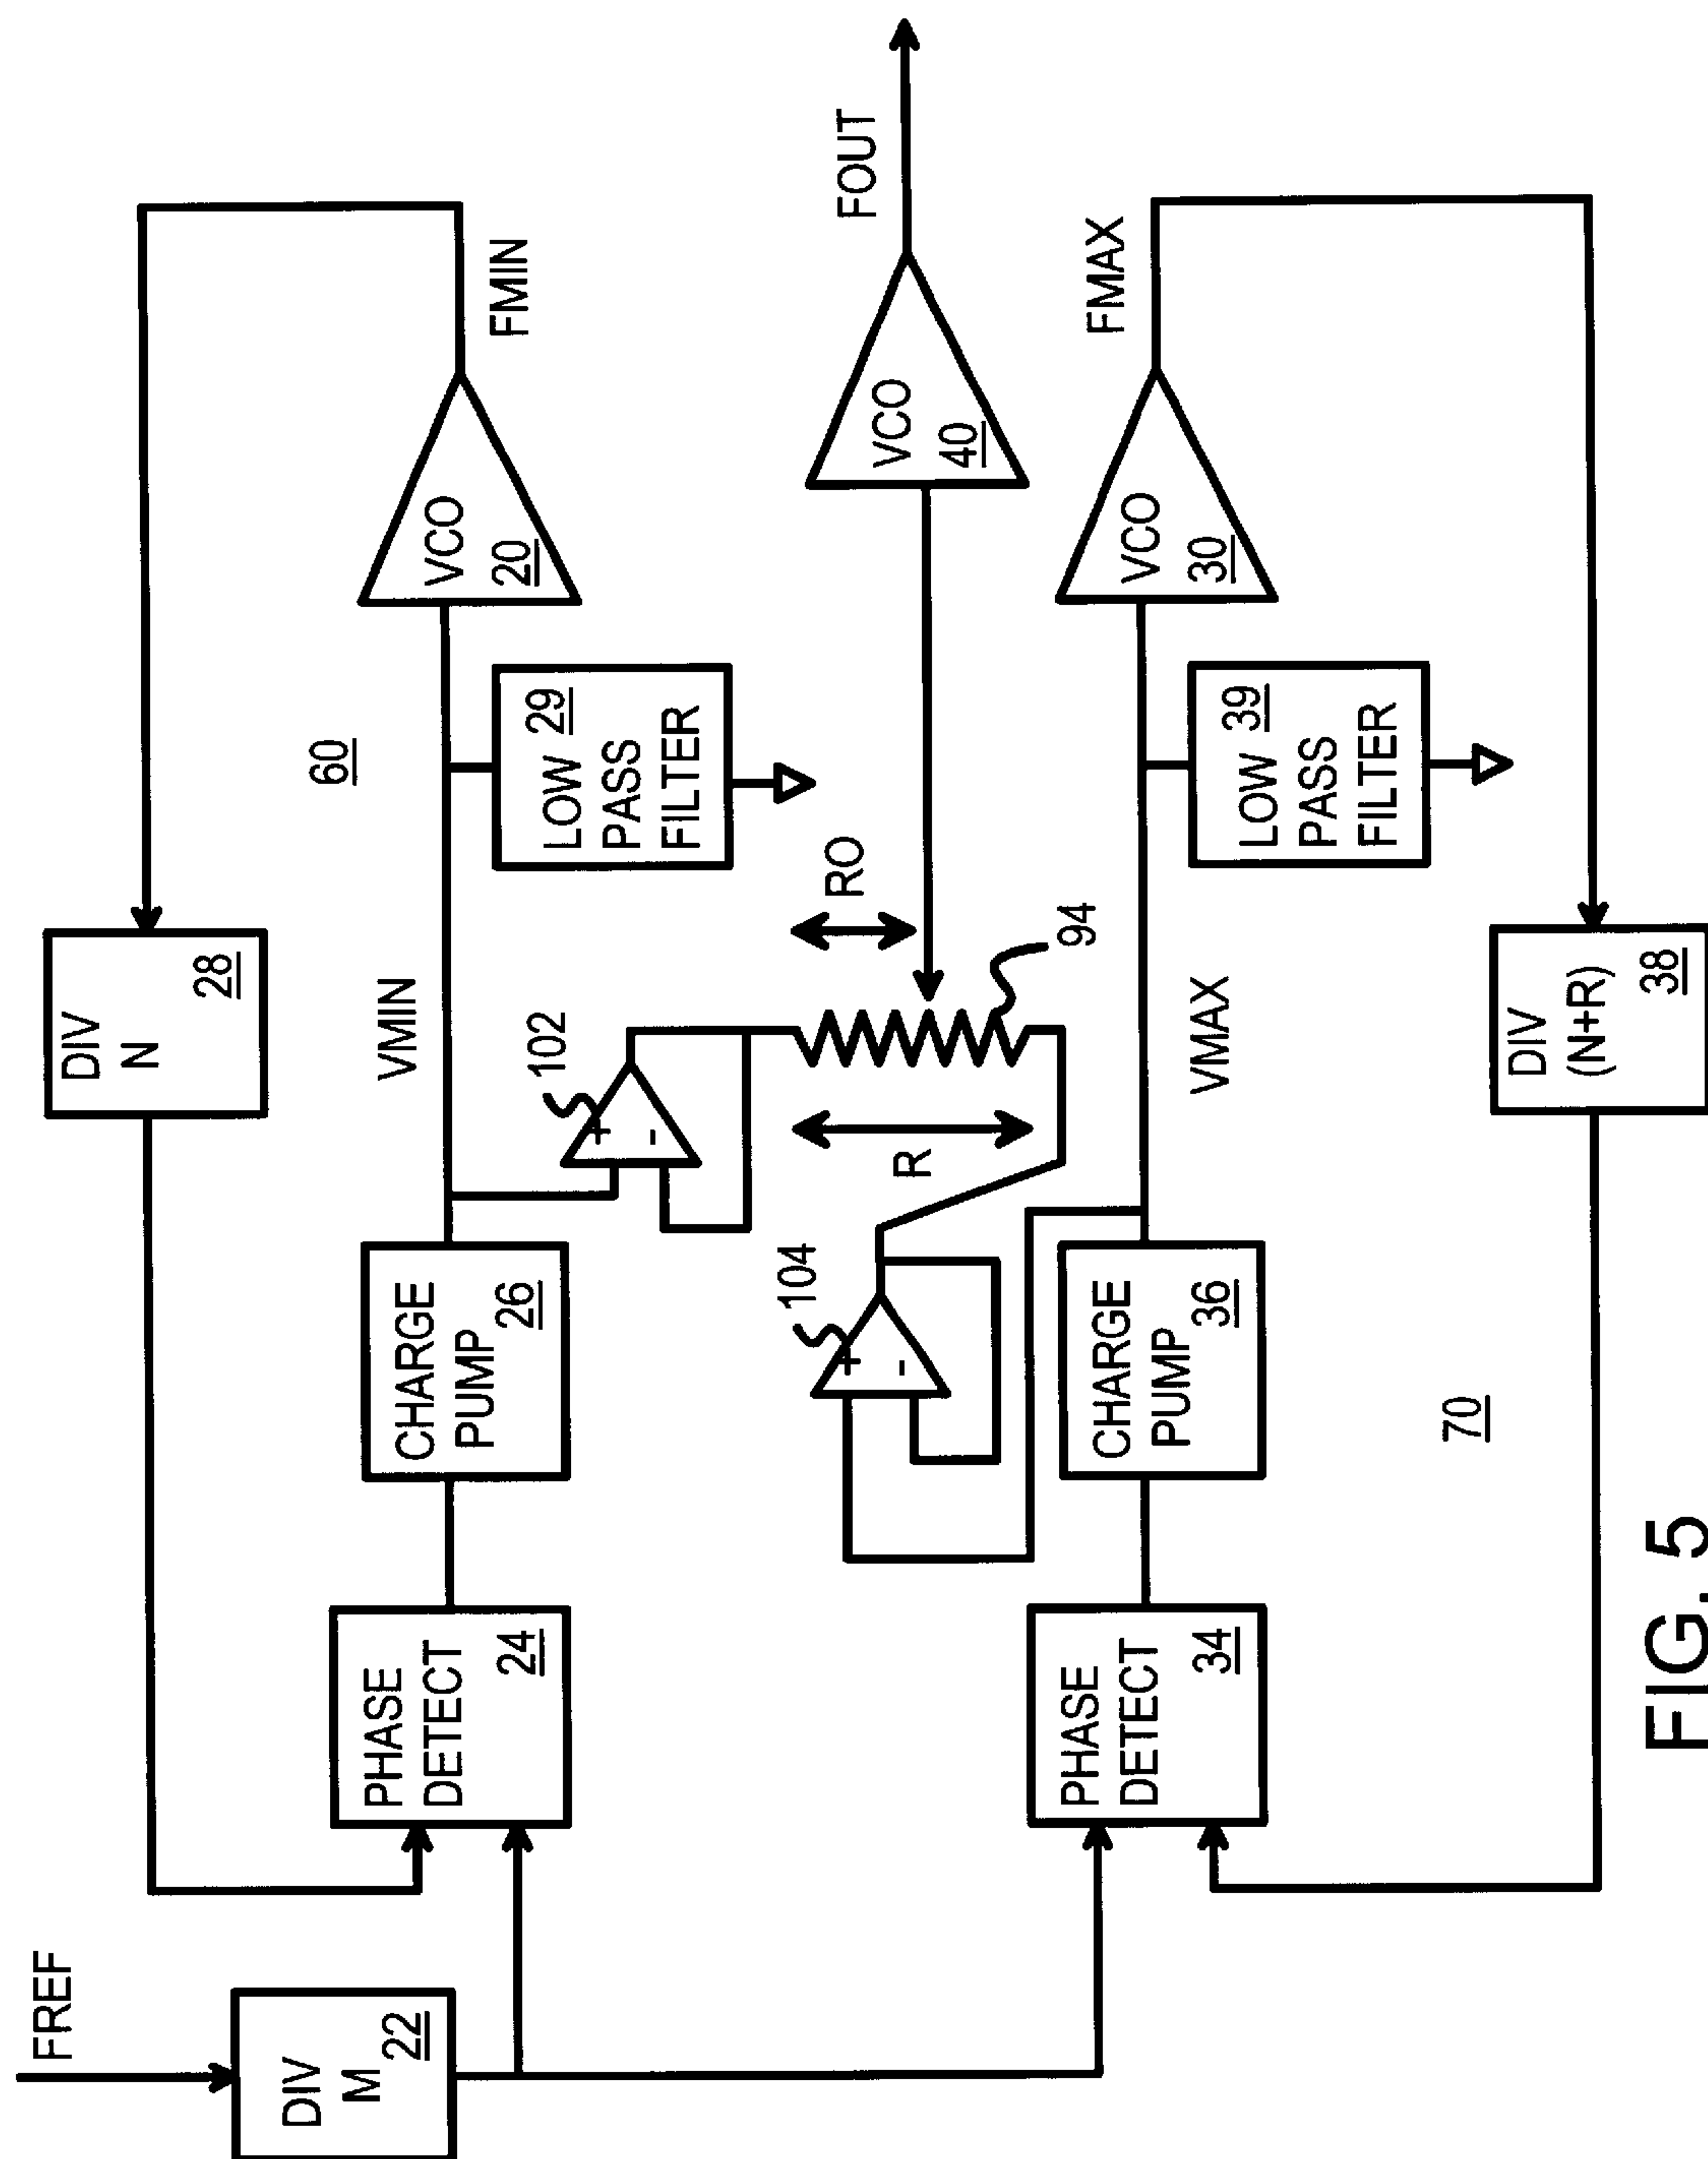 FREF
DIV
M
22
DIV
N
28
PHASE
DETECT
24
CHARGE
PUMP
26
VMIN
60
LOW 29
PASS
FILTER
VCO
20
FMIN
102
+
-
104
+
-
R
RO
94
VCO
40
FOUT
PHASE
DETECT
34
CHARGE
PUMP
36
VMAX
LOW 39
PASS
FILTER
VCO
30
FMAX
70
DIV
(N+R)
38
FIG. 5